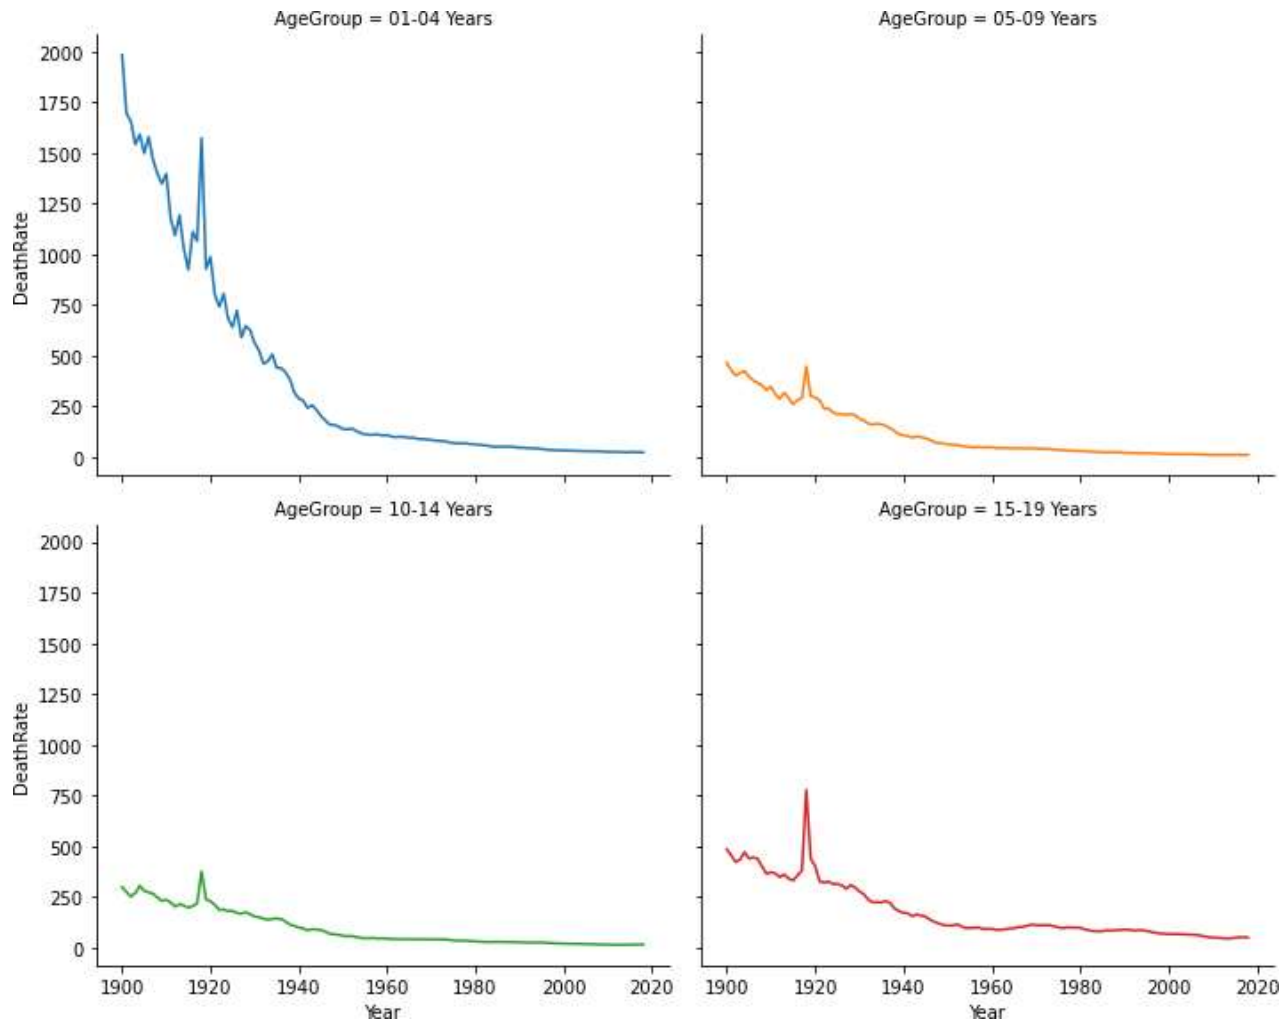 AgeGroup = 01-04 Years
AgeGroup = 05-09 Years
2000
1750
1500
1250
1000
750
500
250
0
DeathRate
AgeGroup = 10-14 Years
AgeGroup = 15-19 Years
2000
1750
1500
1250
1000
750
500
250
0
DeathRate
1900 1920 1940 1960 1980 2000 2020
1900 1920 1940 1960 1980 2000 2020
Year
Year